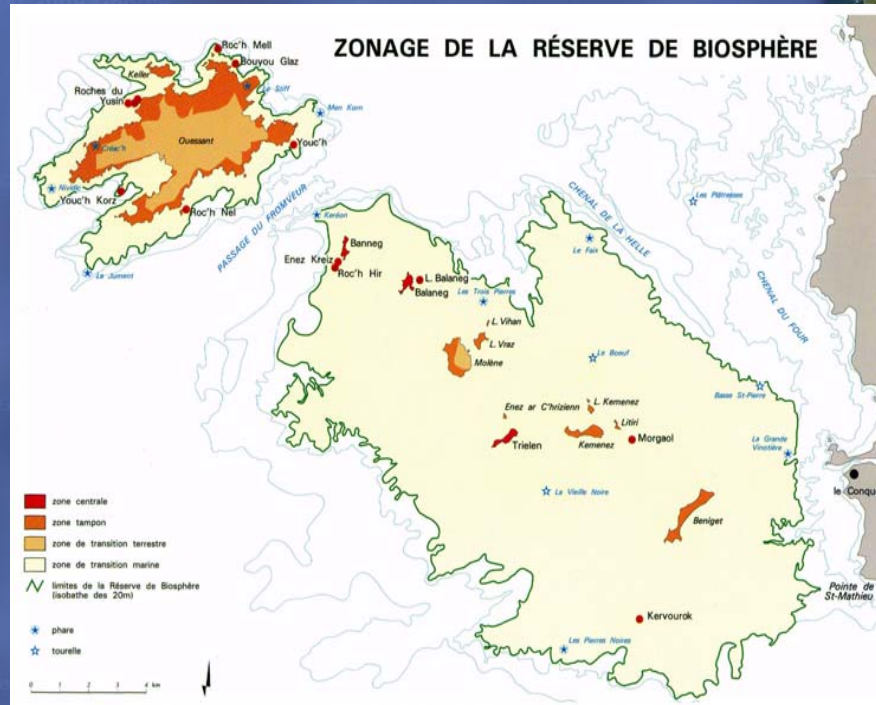 ZONAGE DE LA RÉSERVE DE BIOSPHÈRE
Roc'h Mell
Bouyou Glaz
Keller
Le Stiff
Roches du
Yusin
Men Korn
Ouessant
Créac'h
Youc'h
Nividic
Youc'h Korz
Roc'h Nel
La Jument
PASSAGE DU FROMVEUR
Keréon
CHENAL DE LA HELLE
Les Plâtresses
Le Faix
Banneg
Enez Kreiz
Roc'h Hir
L. Balaneg
Balaneg
Les Trois Pierres
CHENAL DU FOUR
L. Vihan
L. Vraz
Molène
Le Boeuf
Basse St-Pierre
Enez ar C'hrizienn
L. Kemenez
Litiri
Trielen
Kemenez
Morgaol
La Grande
Vinotière
le Conqu
La Vieille Noire
Beniget
Pointe de
St-Mathieu
Kervourok
Les Pierres Noires
zone centrale
zone tampon
zone de transition terrestre
zone de transition marine
limites de la Réserve de Biosphère
(isobathe des 20m)
phare
tourelle
0 1 2 3 4 km